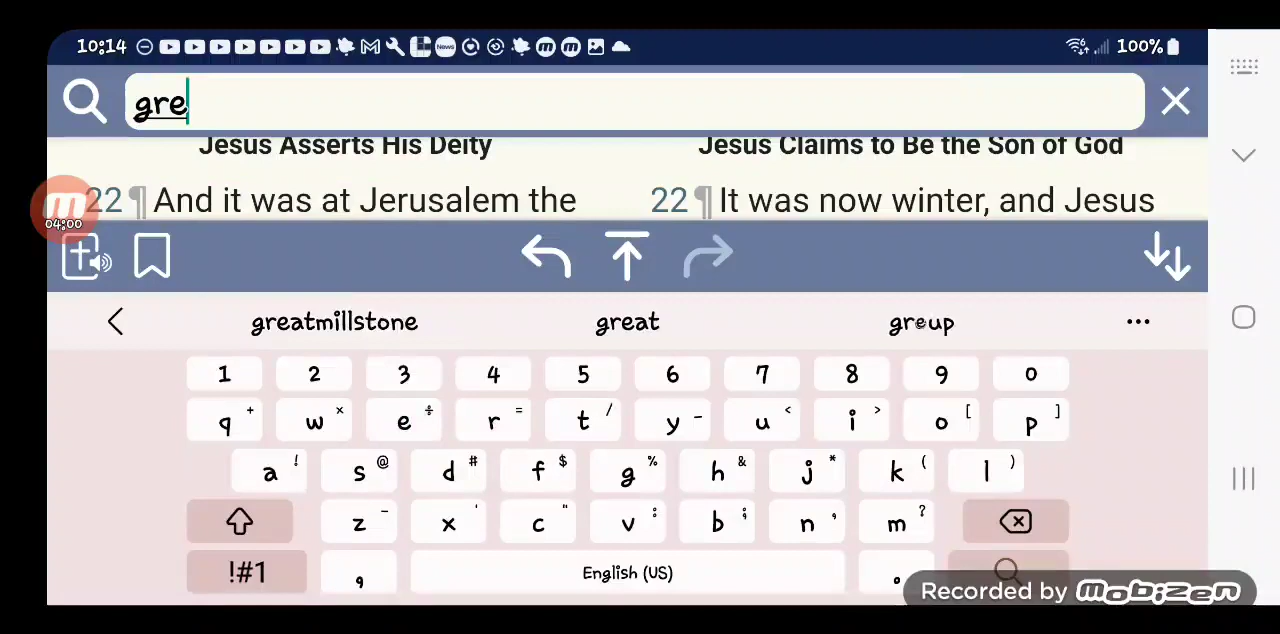 10:14 News 100%
gre
Jesus Asserts His Deity Jesus Claims to Be the Son of God
22 ¶ And it was at Jerusalem the 22 ¶ It was now winter, and Jesus
04:00
greatmillstone great greup ...
1 2 3 4 5 6 7 8 9 0
q + w × e ÷ r = t / y - u < i > o [ p ]
a ! s @ d # f $ g % h & j * k ( l )
z - x ' c " v : b ; n , m ?
!#1 , English (US) .
Recorded by mobizen